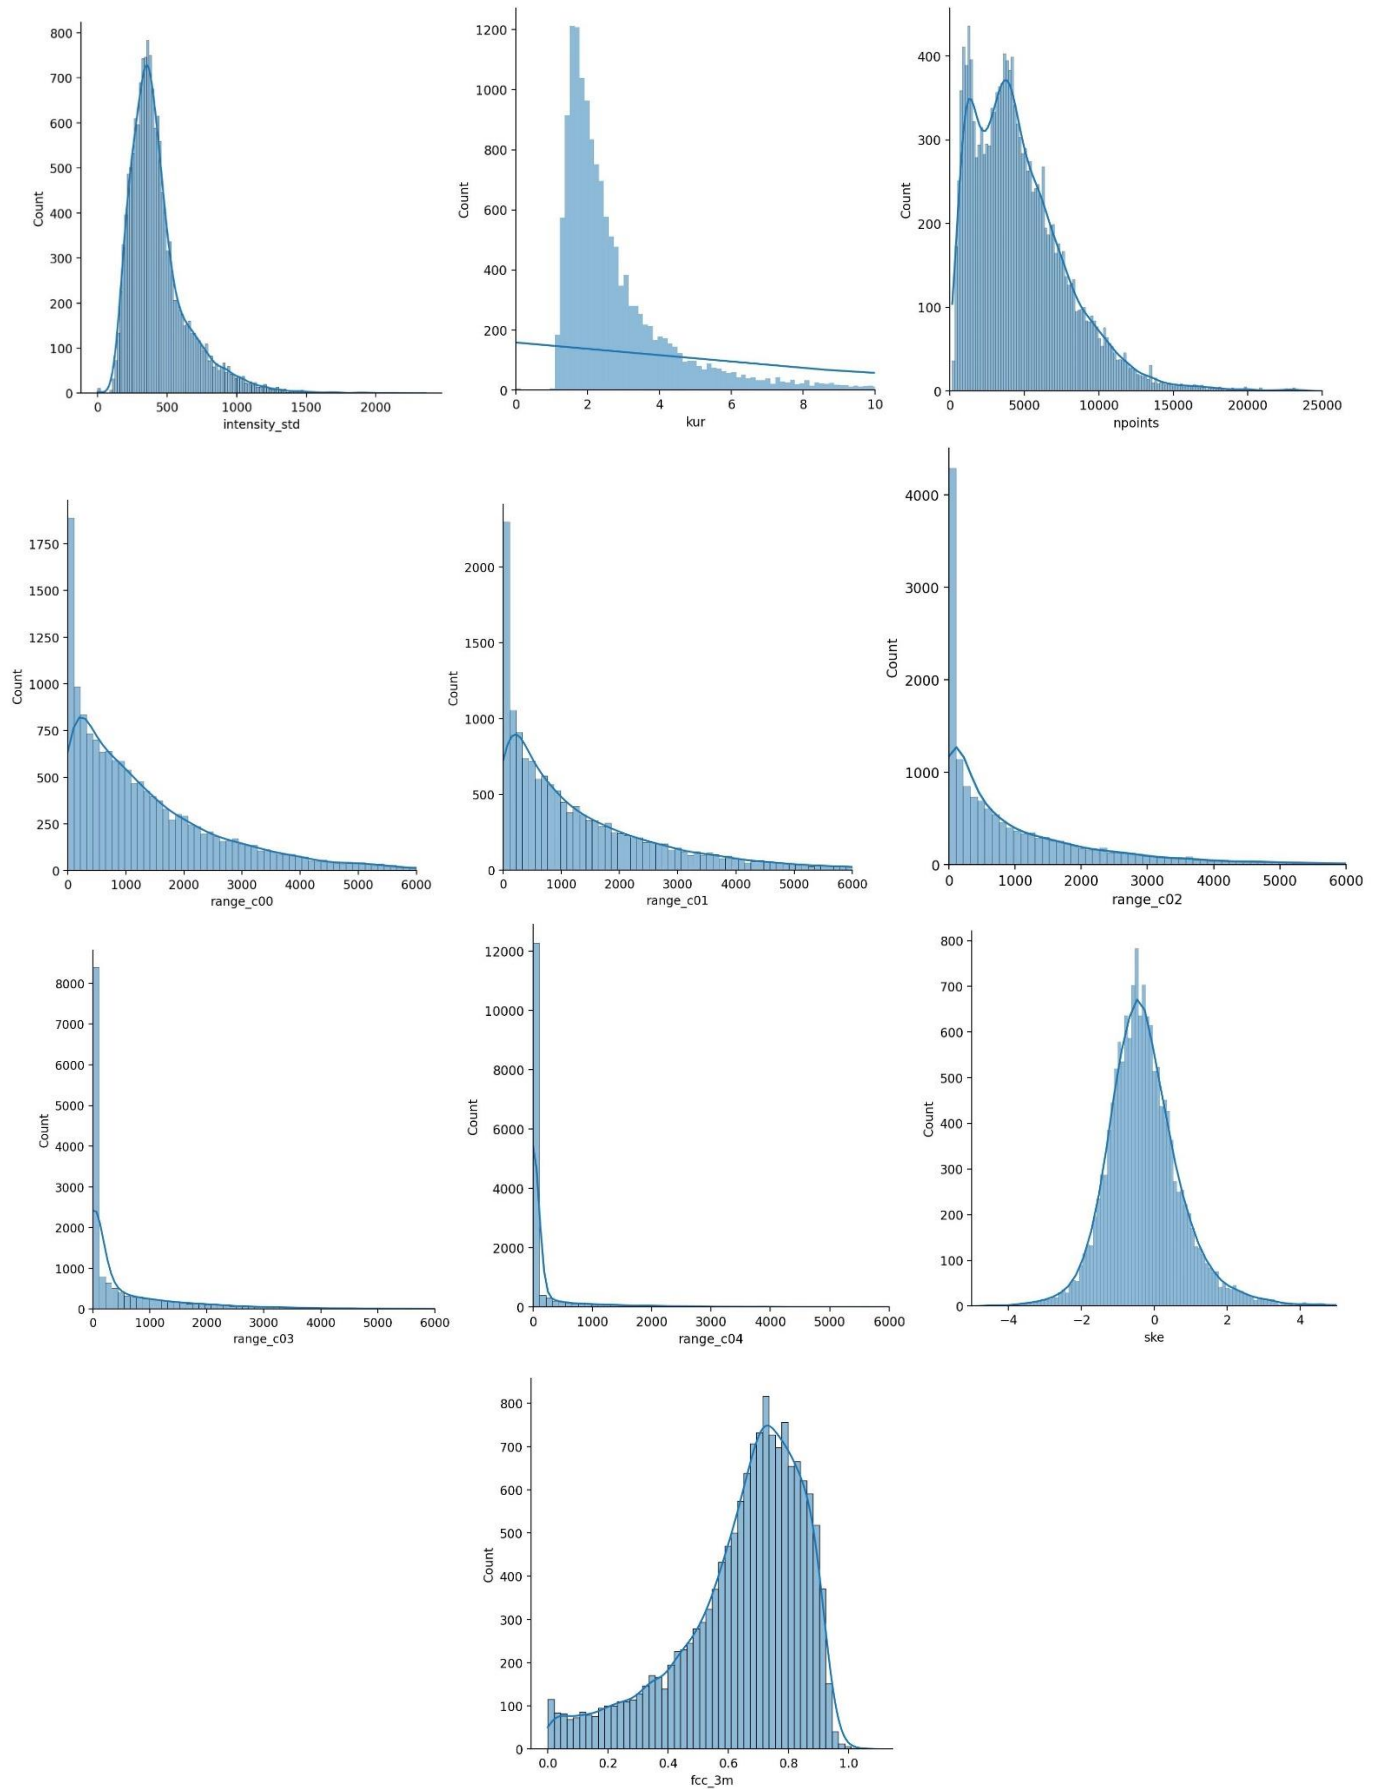 800
700
600
500
400
300
200
100
0
Count
0 500 1000 1500 2000
intensity_std
1200
1000
800
600
400
200
0
Count
0 2 4 6 8 10
kur
400
300
200
100
0
Count
0 5000 10000 15000 20000 25000
npoints
1750
1500
1250
1000
750
500
250
0
Count
0 1000 2000 3000 4000 5000 6000
range_c00
2000
1500
1000
500
0
Count
0 1000 2000 3000 4000 5000 6000
range_c01
4000
3000
2000
1000
0
Count
0 1000 2000 3000 4000 5000 6000
range_c02
8000
7000
6000
5000
4000
3000
2000
1000
0
Count
0 1000 2000 3000 4000 5000 6000
range_c03
12000
10000
8000
6000
4000
2000
0
Count
0 1000 2000 3000 4000 5000 6000
range_c04
800
700
600
500
400
300
200
100
0
Count
−4 −2 0 2 4
ske
800
700
600
500
400
300
200
100
0
Count
0.0 0.2 0.4 0.6 0.8 1.0
fcc_3m